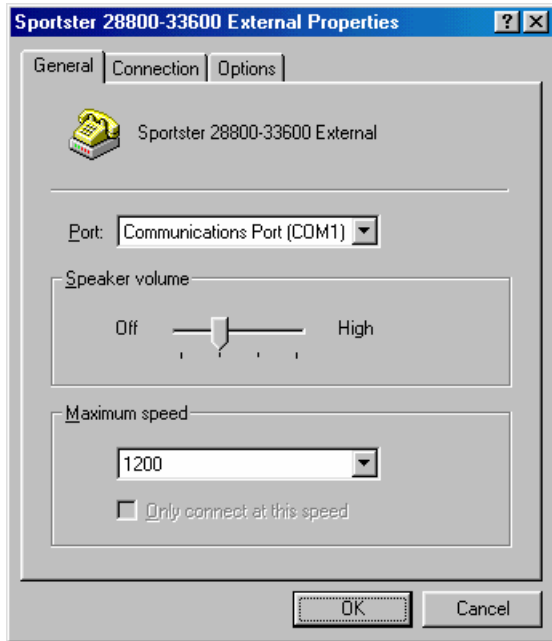 Sportster 28800-33600 External Properties
General Connection Options
Sportster 28800-33600 External
Port: Communications Port (COM1)
Speaker volume
Off High
Maximum speed
1200
Only connect at this speed
OK Cancel